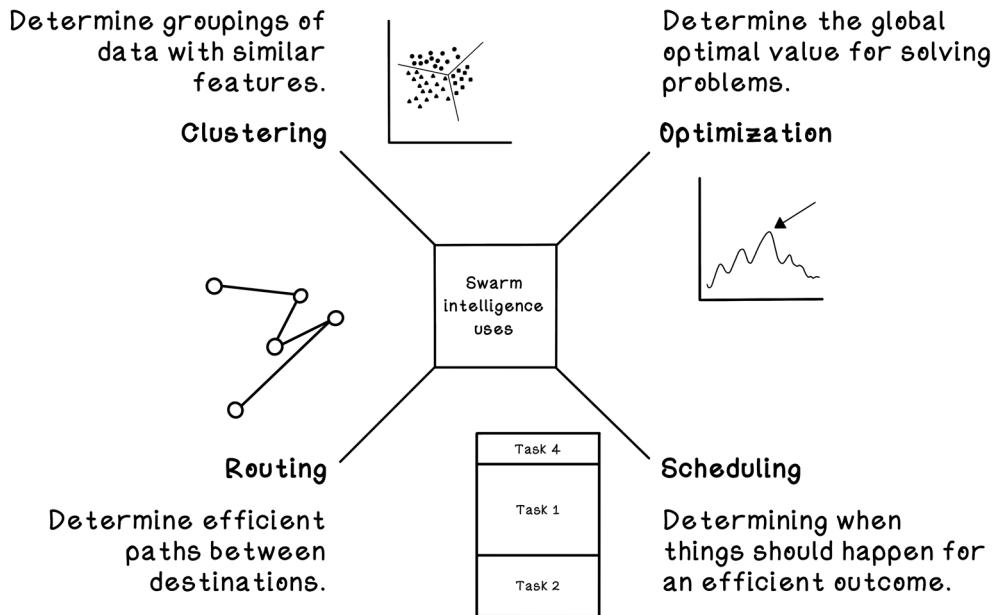 Determine groupings of
data with similar
features.
Clustering
Determine the global
optimal value for solving
problems.
Optimization
Swarm
intelligence
uses
Routing
Determine efficient
paths between
destinations.
Task 4
Task 1
Task 2
Scheduling
Determining when
things should happen for
an efficient outcome.